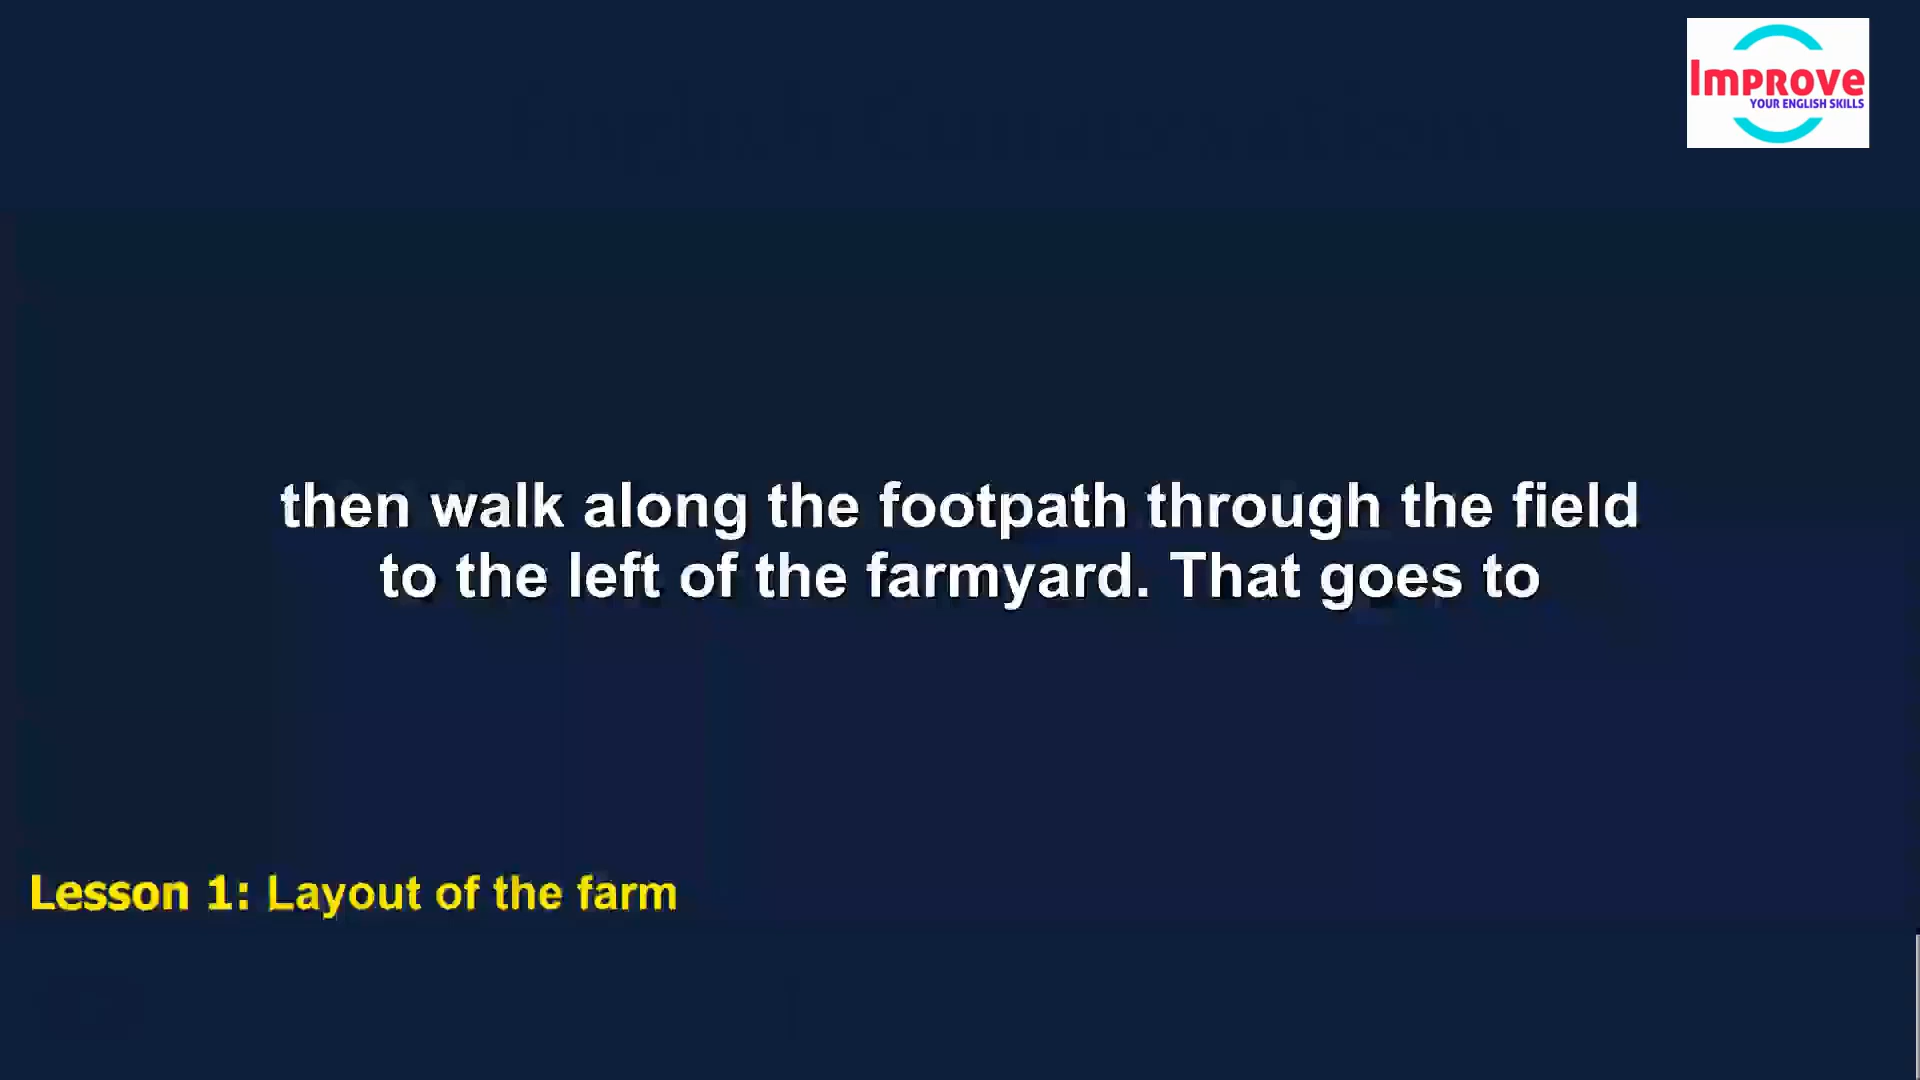 Improve
YOUR ENGLISH SKILLS
then walk along the footpath through the field
to the left of the farmyard. That goes to
Lesson 1: Layout of the farm